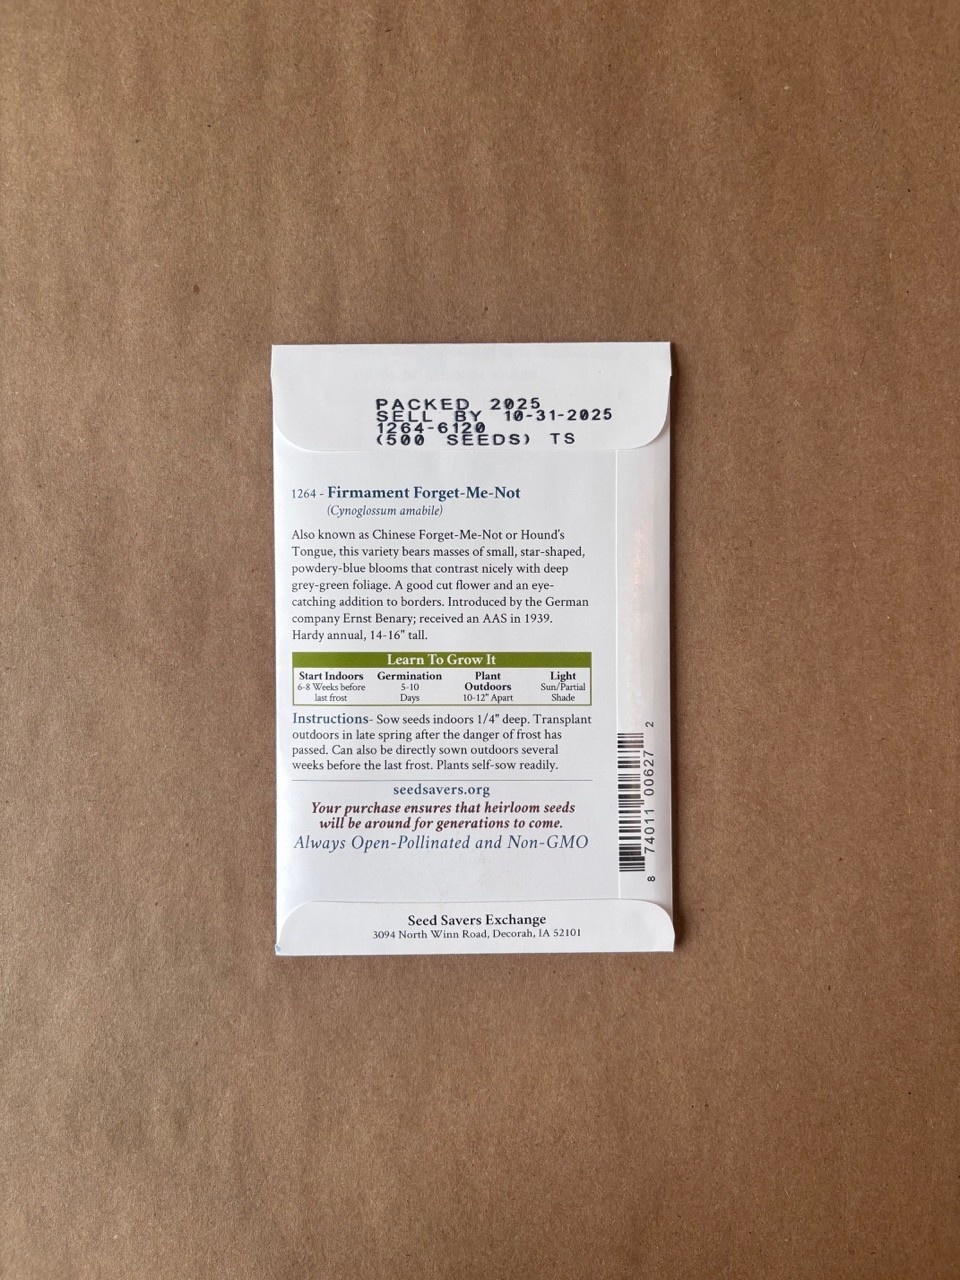 PACKED 2025
SELL BY 10-31-2025
1264-6120
(500 SEEDS) TS
1264 - Firmament Forget-Me-Not
(Cynoglossum amabile)
Also known as Chinese Forget-Me-Not or Hound's
Tongue, this variety bears masses of small, star-shaped,
powdery-blue blooms that contrast nicely with deep
grey-green foliage. A good cut flower and an eye-
catching addition to borders. Introduced by the German
company Ernst Benary; received an AAS in 1939.
Hardy annual, 14-16" tall.
Learn To Grow It
Start Indoors
6-8 Weeks before
last frost
Germination
5-10
Days
Plant
Outdoors
10-12" Apart
Light
Sun/Partial
Shade
Instructions- Sow seeds indoors 1/4" deep. Transplant
outdoors in late spring after the danger of frost has
passed. Can also be directly sown outdoors several
weeks before the last frost. Plants self-sow readily.
seedsavers.org
Your purchase ensures that heirloom seeds
will be around for generations to come.
Always Open-Pollinated and Non-GMO
8 74011 00627 2
Seed Savers Exchange
3094 North Winn Road, Decorah, IA 52101